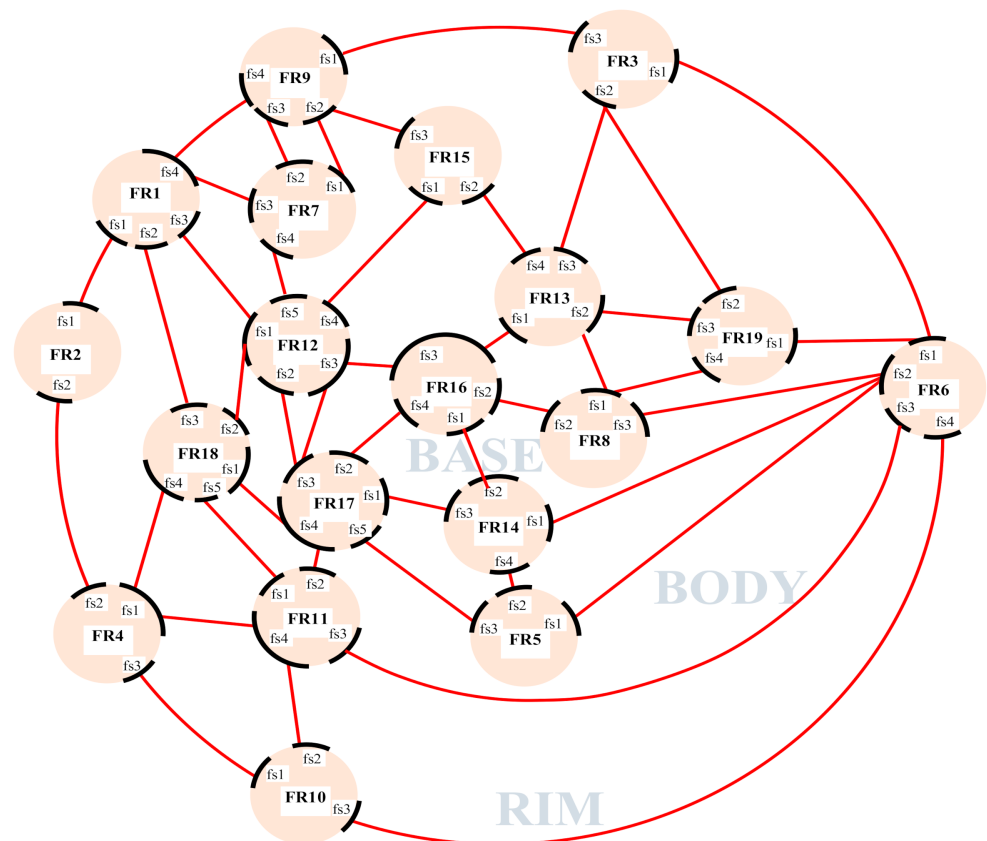 fs3
FR3
fs1
fs2
fs1
fs4
FR9
fs3
fs2
fs3
FR15
fs1
fs2
fs4
FR1
fs1
fs2
fs3
fs2
fs1
fs3
FR7
fs4
fs4
fs3
FR13
fs2
fs1
fs2
fs3
FR19
fs1
fs4
fs1
FR2
fs2
fs5
fs1
fs4
FR12
fs2
fs3
fs3
FR16
fs2
fs4
fs1
fs1
fs2
FR6
fs3
fs4
fs1
fs2
fs3
FR8
BASE
fs3
fs2
FR18
fs1
fs4
fs5
fs2
fs3
FR17
fs1
fs4
fs5
fs2
fs3
FR14
fs1
fs4
BODY
fs2
fs1
FR4
fs3
fs1
fs2
FR11
fs4
fs3
fs2
fs3
fs1
FR5
fs2
fs1
FR10
fs3
RIM